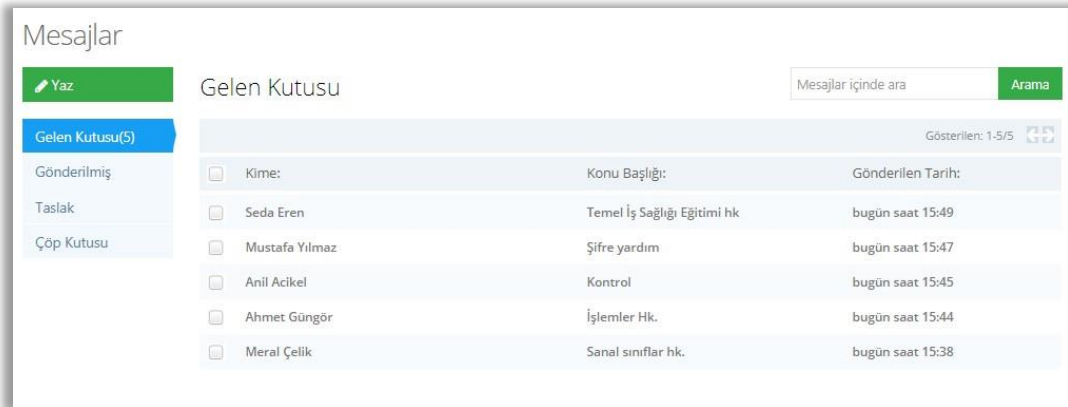 Mesajlar
Yaz
Gelen Kutusu
Mesajlar içinde ara
Arama
Gelen Kutusu(5)
Gönderilmiş
Taslak
Çöp Kutusu
Gösterilen: 1-5/5
Kime: Konu Başlığı: Gönderilen Tarih:
Seda Eren Temel İş Sağlığı Eğitimi hk bugün saat 15:49
Mustafa Yılmaz Şifre yardım bugün saat 15:47
Anil Acikel Kontrol bugün saat 15:45
Ahmet Güngör İşlemler Hk. bugün saat 15:44
Meral Çelik Sanal sınıflar hk. bugün saat 15:38